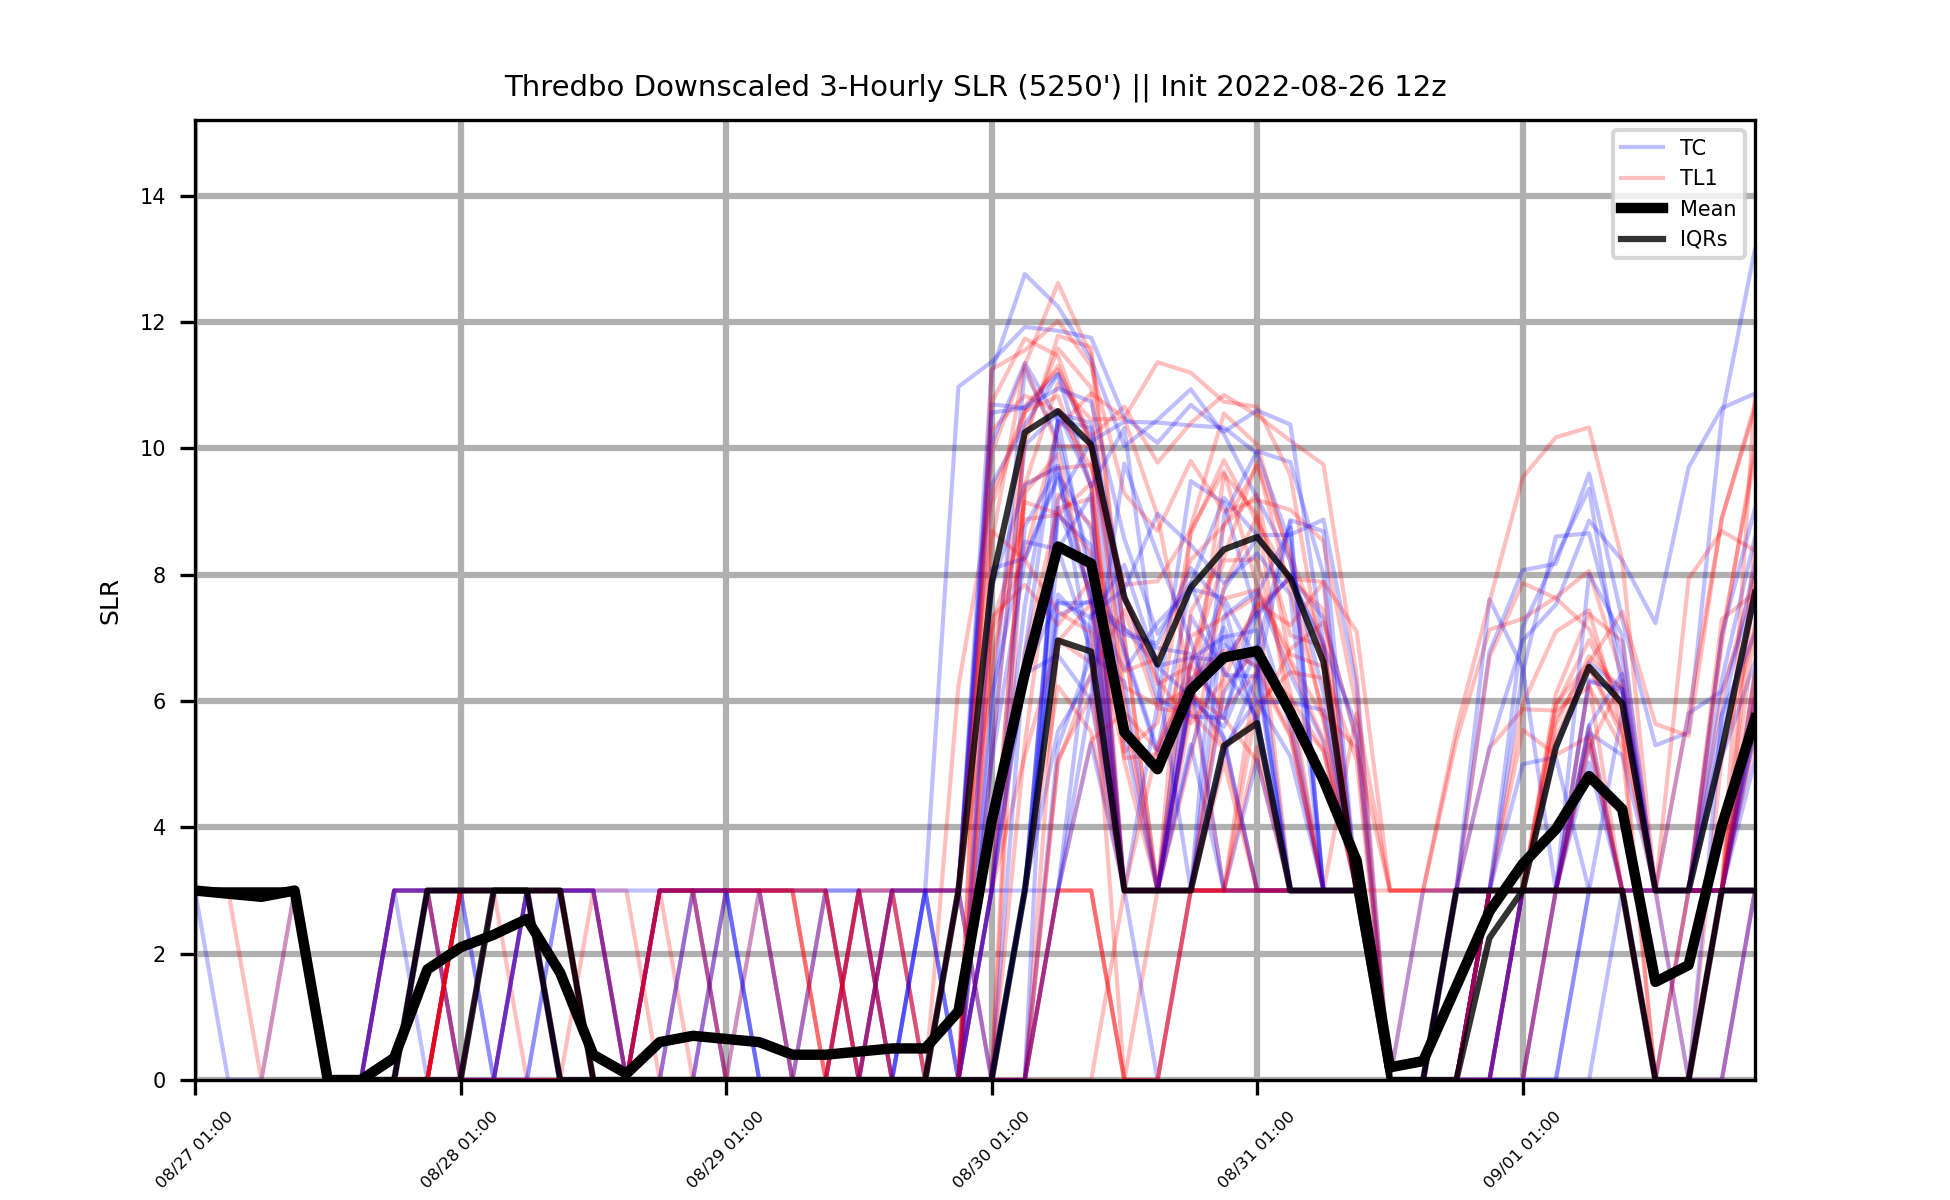 Thredbo Downscaled 3-Hourly SLR (5250') || Init 2022-08-26 12z
TC
TL1
Mean
IQRs
SLR
14
12
10
8
6
4
2
0
08/27 01:00
08/28 01:00
08/29 01:00
08/30 01:00
08/31 01:00
09/01 01:00